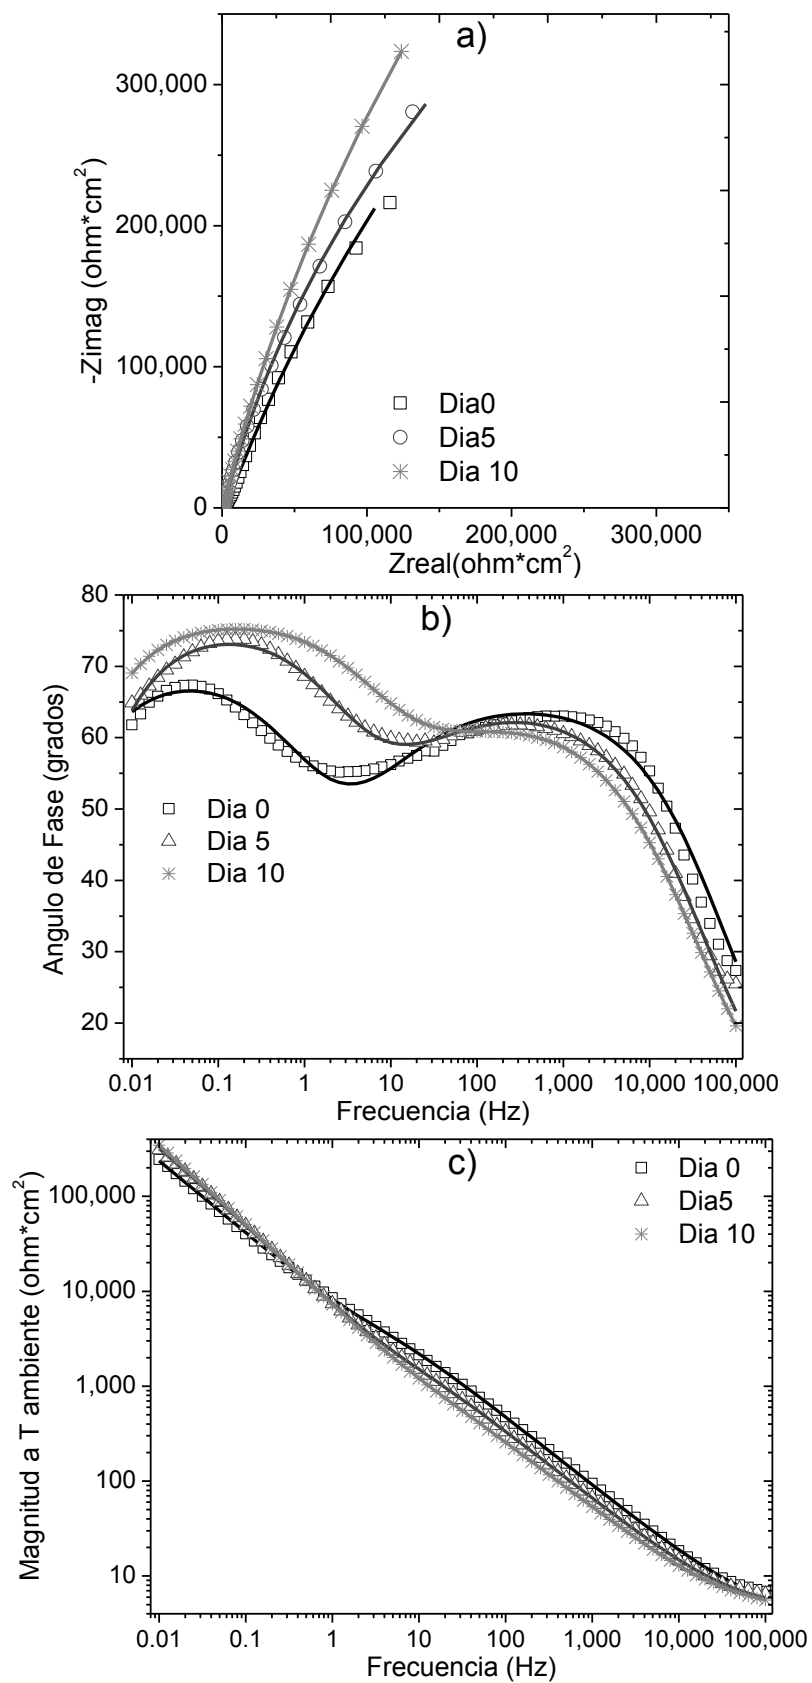 a)
300,000
200,000
100,000
0
-Zimag (ohm*cm²)
Dia0
Dia5
Dia 10
0
100,000
200,000
300,000
Zreal(ohm*cm²)
b)
80
70
60
50
40
30
20
Angulo de Fase (grados)
Dia 0
Dia 5
Dia 10
0.01
0.1
1
10
100
1,000
10,000
100,000
Frecuencia (Hz)
c)
100,000
10,000
1,000
100
10
Magnitud a T ambiente (ohm*cm²)
Dia 0
Dia5
Dia 10
0.01
0.1
1
10
100
1,000
10,000
100,000
Frecuencia (Hz)